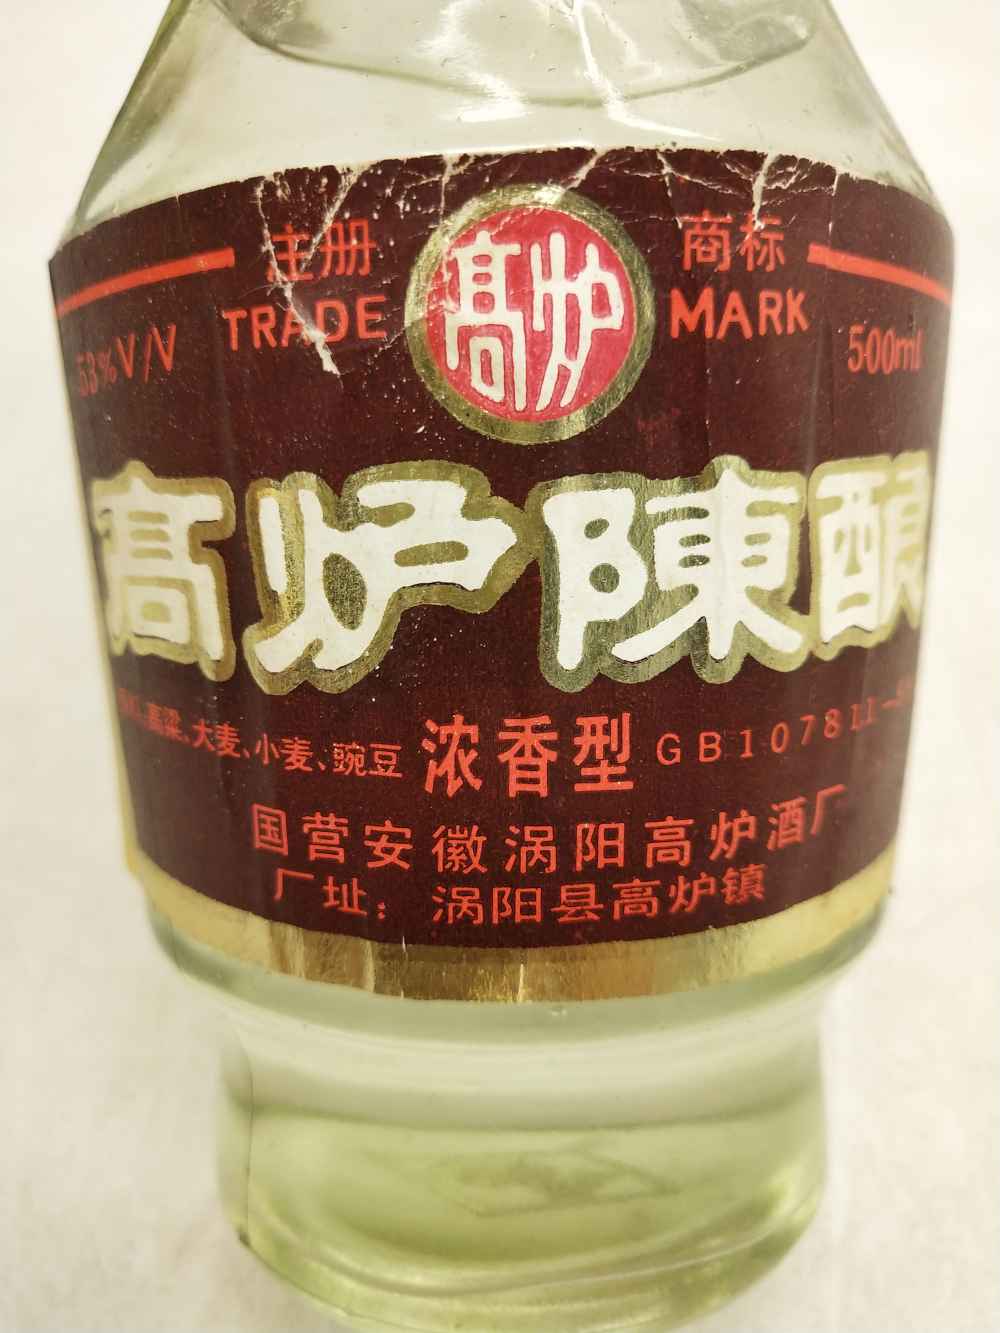 注册 商标
TRADE MARK
高炉
53%V/V 500ml
高炉陳酿
高粱、大麦、小麦、豌豆 浓香型 GB10781
国营安徽涡阳高炉酒厂
厂址：涡阳县高炉镇